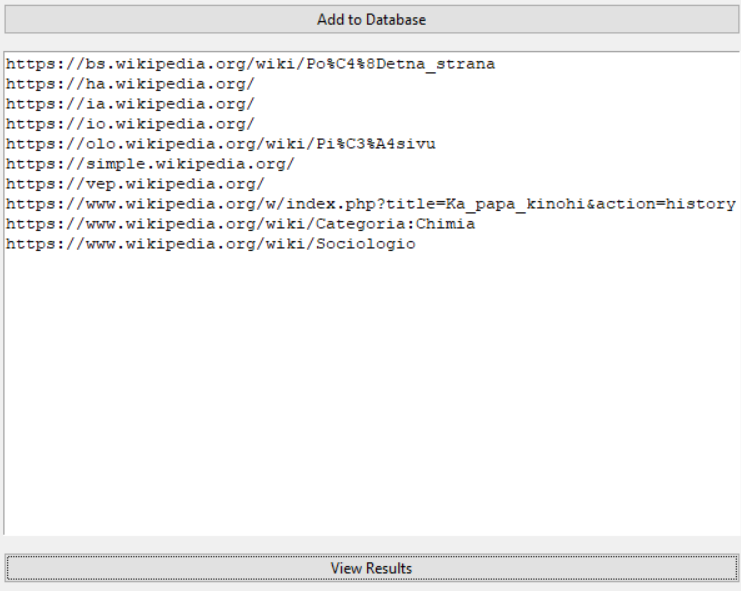 Add to Database
https://bs.wikipedia.org/wiki/Po%C4%8Detna_strana
https://ha.wikipedia.org/
https://ia.wikipedia.org/
https://io.wikipedia.org/
https://olo.wikipedia.org/wiki/Pi%C3%A4sivu
https://simple.wikipedia.org/
https://vep.wikipedia.org/
https://www.wikipedia.org/w/index.php?title=Ka_papa_kinohi&action=history
https://www.wikipedia.org/wiki/Categoria:Chimia
https://www.wikipedia.org/wiki/Sociologio
View Results